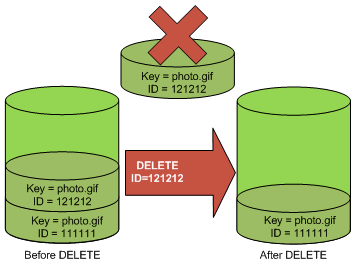 Key = photo.gif
ID = 121212
DELETE
ID=121212
Key = photo.gif
ID = 121212
Key = photo.gif
ID = 111111
Key = photo.gif
ID = 111111
Before DELETE
After DELETE